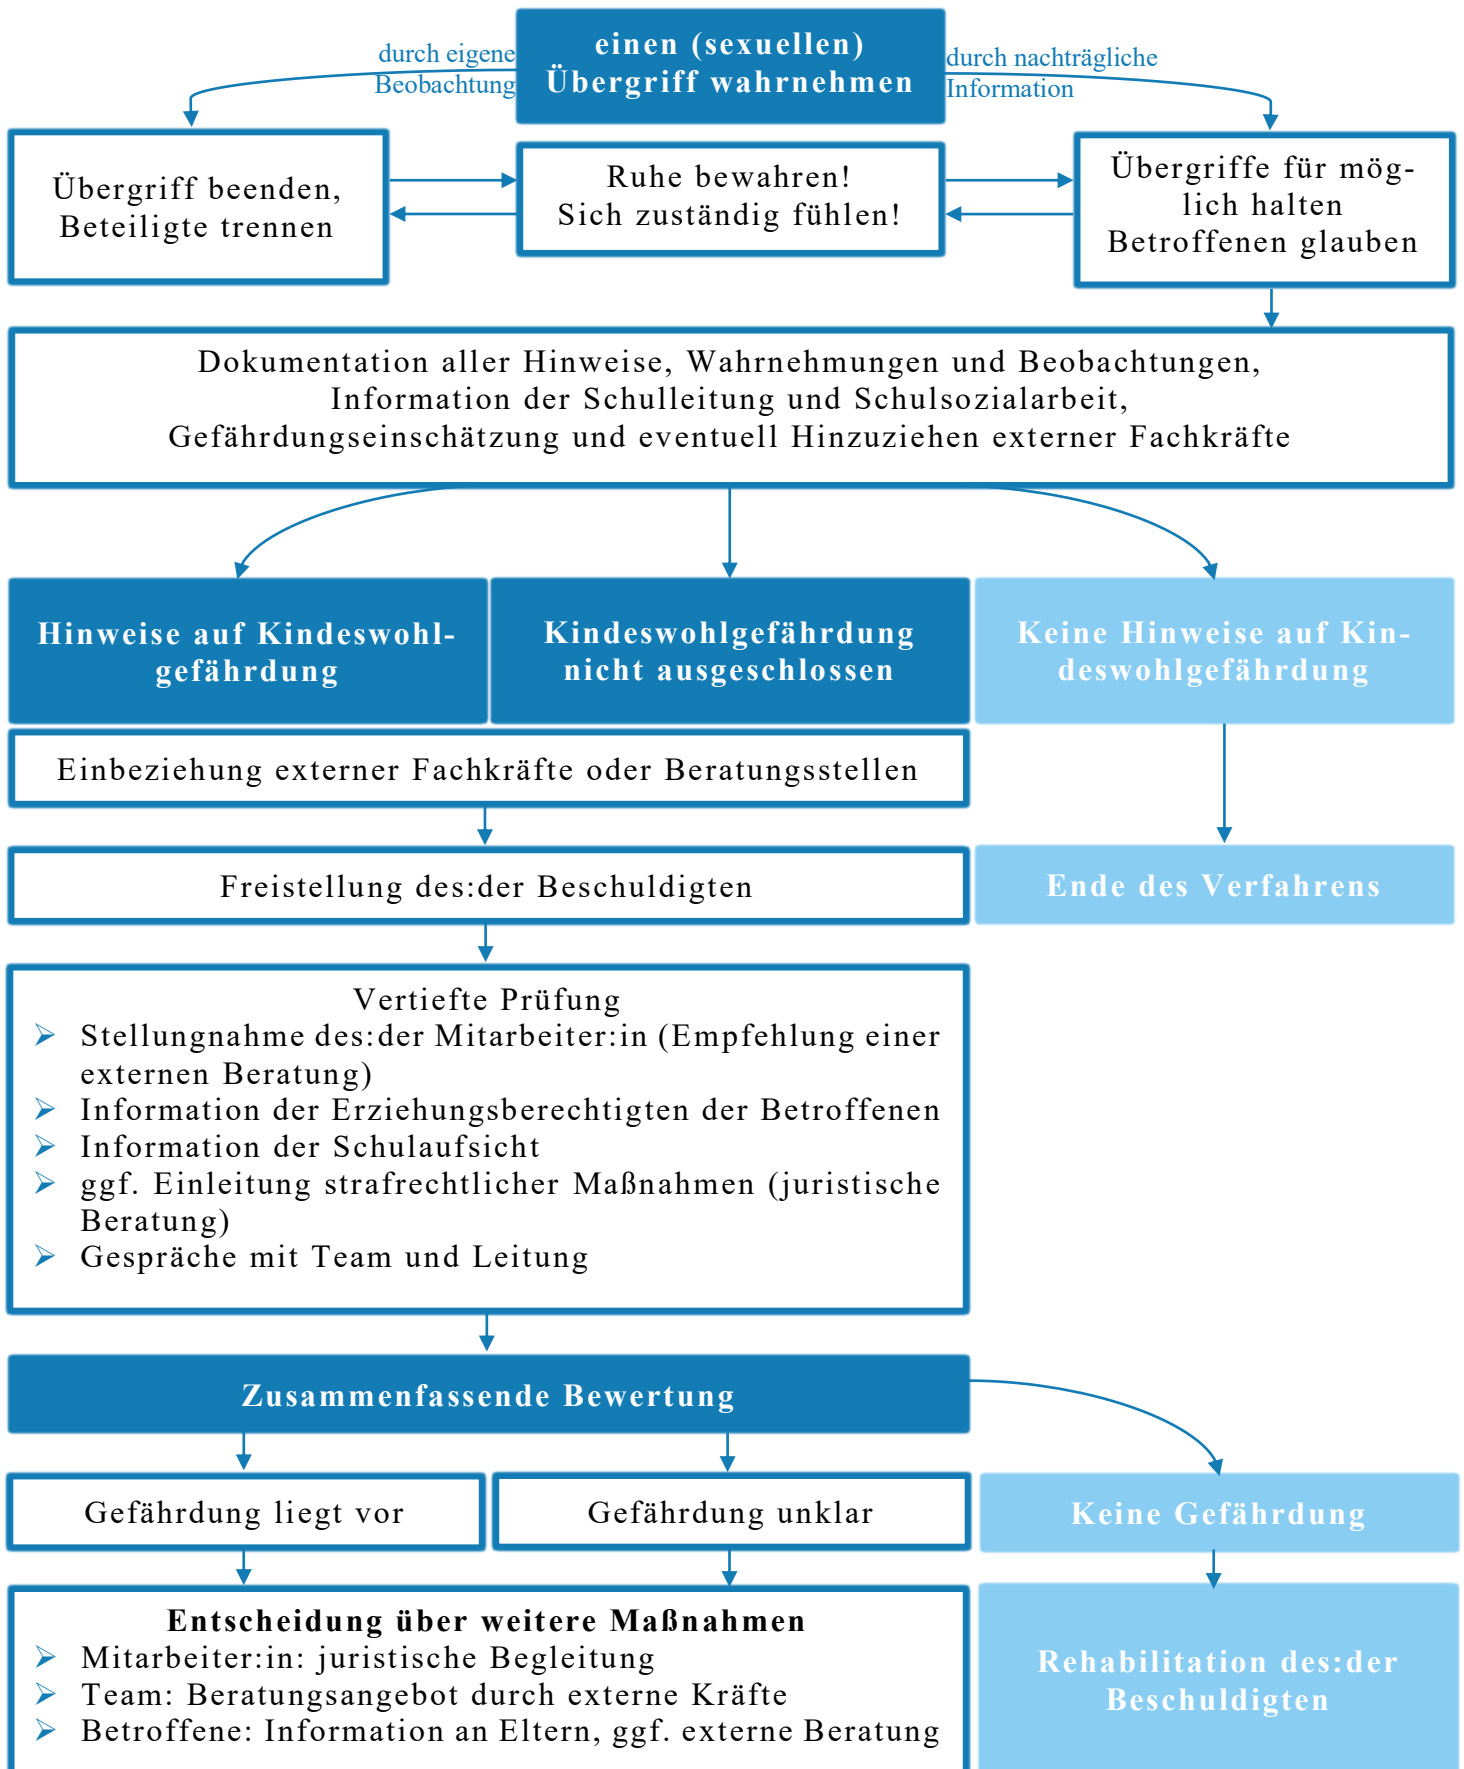 einen (sexuellen)
Übergriff wahrnehmen
durch eigene
Beobachtung
durch nachträgliche
Information
Übergriff beenden,
Beteiligte trennen
Ruhe bewahren!
Sich zuständig fühlen!
Übergriffe für mög-
lich halten
Betroffenen glauben
Dokumentation aller Hinweise, Wahrnehmungen und Beobachtungen,
Information der Schulleitung und Schulsozialarbeit,
Gefährdungseinschätzung und eventuell Hinzuziehen externer Fachkräfte
Hinweise auf Kindeswohl-
gefährdung
Kindeswohlgefährdung
nicht ausgeschlossen
Keine Hinweise auf Kin-
deswohlgefährdung
Einbeziehung externer Fachkräfte oder Beratungsstellen
Freistellung des:der Beschuldigten
Ende des Verfahrens
Vertiefte Prüfung
➢ Stellungnahme des:der Mitarbeiter:in (Empfehlung einer
externen Beratung)
➢ Information der Erziehungsberechtigten der Betroffenen
➢ Information der Schulaufsicht
➢ ggf. Einleitung strafrechtlicher Maßnahmen (juristische
Beratung)
➢ Gespräche mit Team und Leitung
Zusammenfassende Bewertung
Gefährdung liegt vor
Gefährdung unklar
Keine Gefährdung
Entscheidung über weitere Maßnahmen
➢ Mitarbeiter:in: juristische Begleitung
➢ Team: Beratungsangebot durch externe Kräfte
➢ Betroffene: Information an Eltern, ggf. externe Beratung
Rehabilitation des:der
Beschuldigten